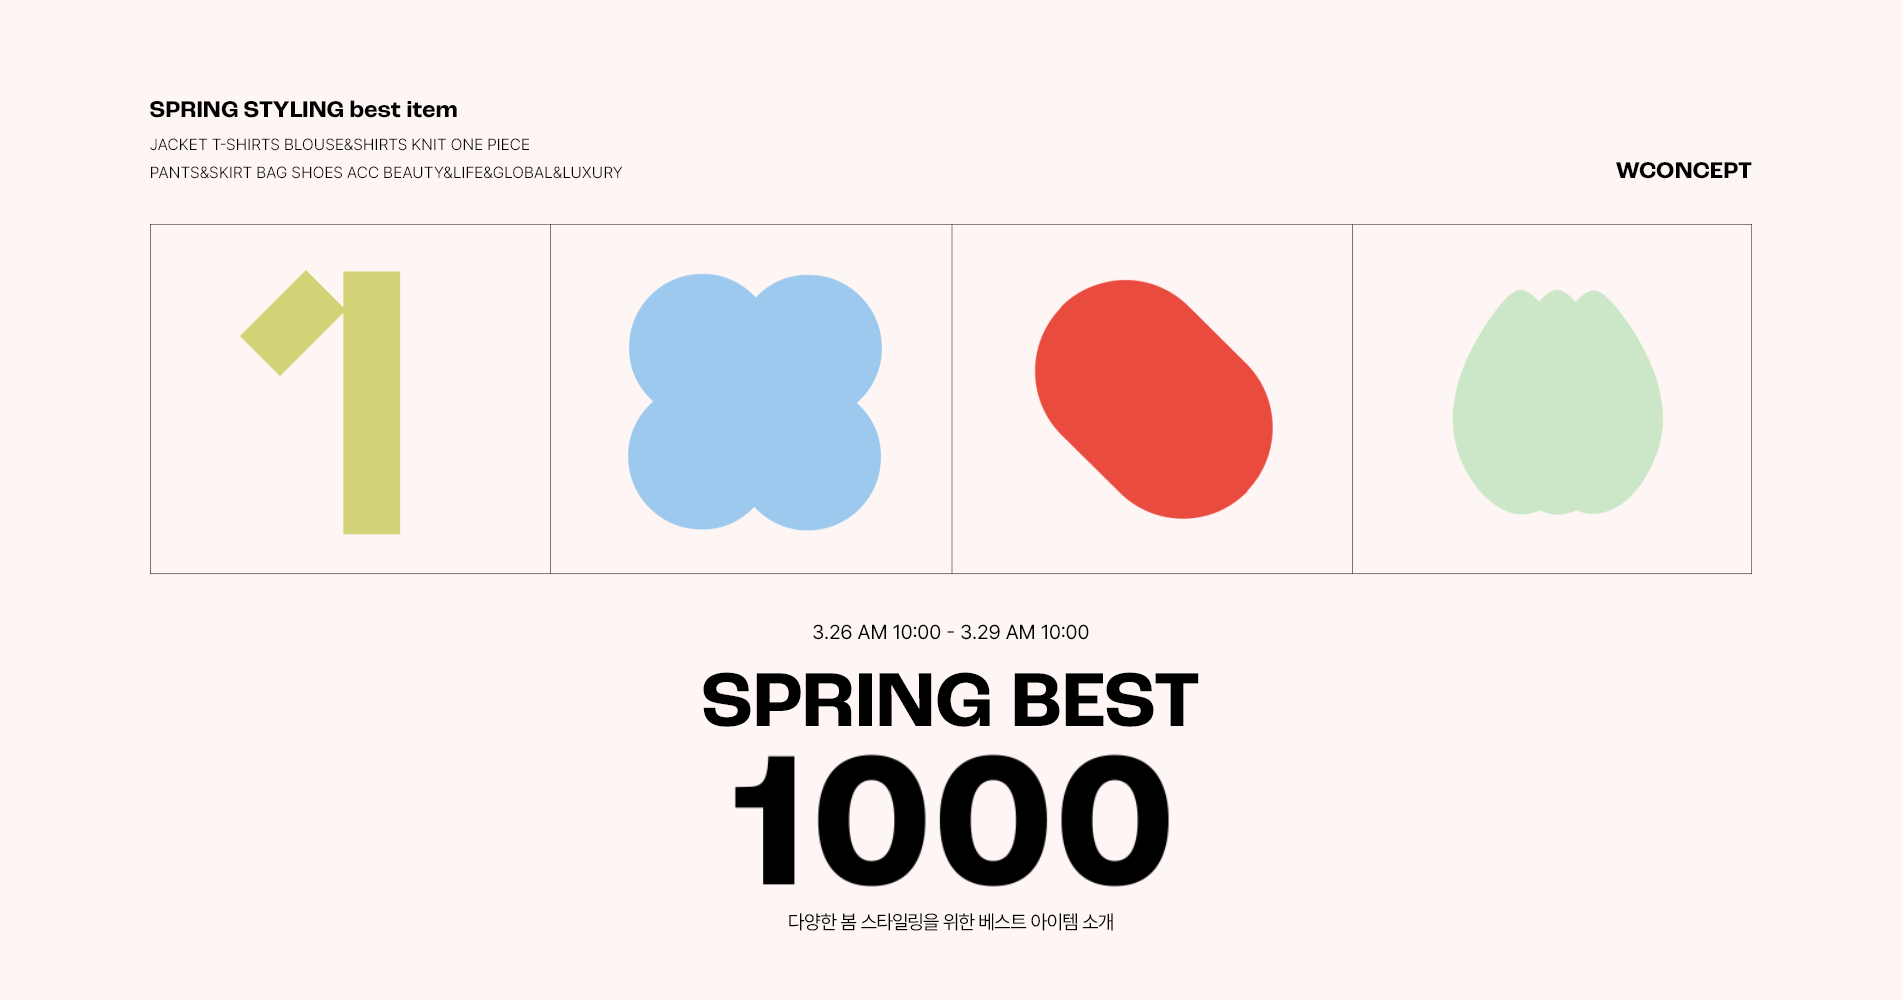 SPRING STYLING best item
JACKET T-SHIRTS BLOUSE&SHIRTS KNIT ONE PIECE
PANTS&SKIRT BAG SHOES ACC BEAUTY&LIFE&GLOBAL&LUXURY
WCONCEPT
1
3.26 AM 10:00 - 3.29 AM 10:00
SPRING BEST
1000
다양한 봄 스타일링을 위한 베스트 아이템 소개